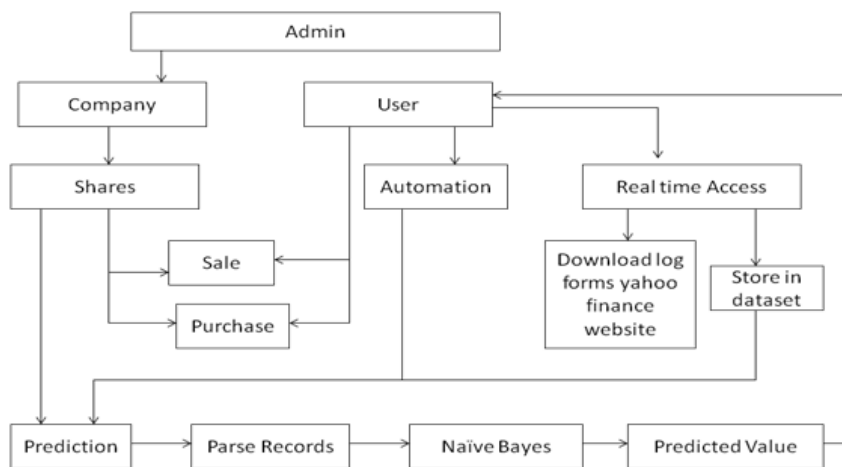 Admin
Company
User
Shares
Automation
Real time Access
Sale
Download log
forms yahoo
finance
website
Store in
dataset
Purchase
Prediction
Parse Records
Naïve Bayes
Predicted Value